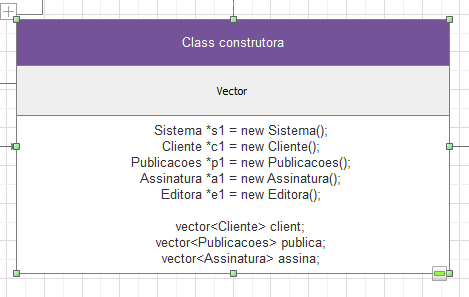 Class construtora
Vector
Sistema *s1 = new Sistema();
Cliente *c1 = new Cliente();
Publicacoes *p1 = new Publicacoes();
Assinatura *a1 = new Assinatura();
Editora *e1 = new Editora();
vector<Cliente> client;
vector<Publicacoes> publica;
vector<Assinatura> assina;